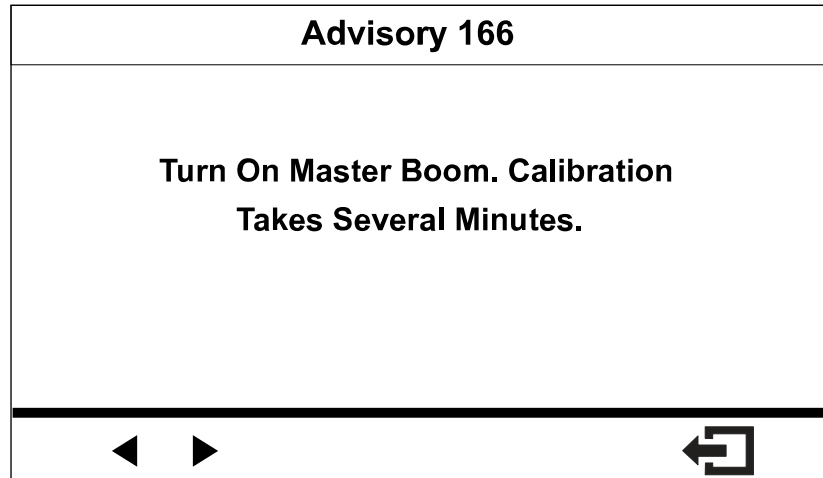 Advisory 166
Turn On Master Boom. Calibration
Takes Several Minutes.